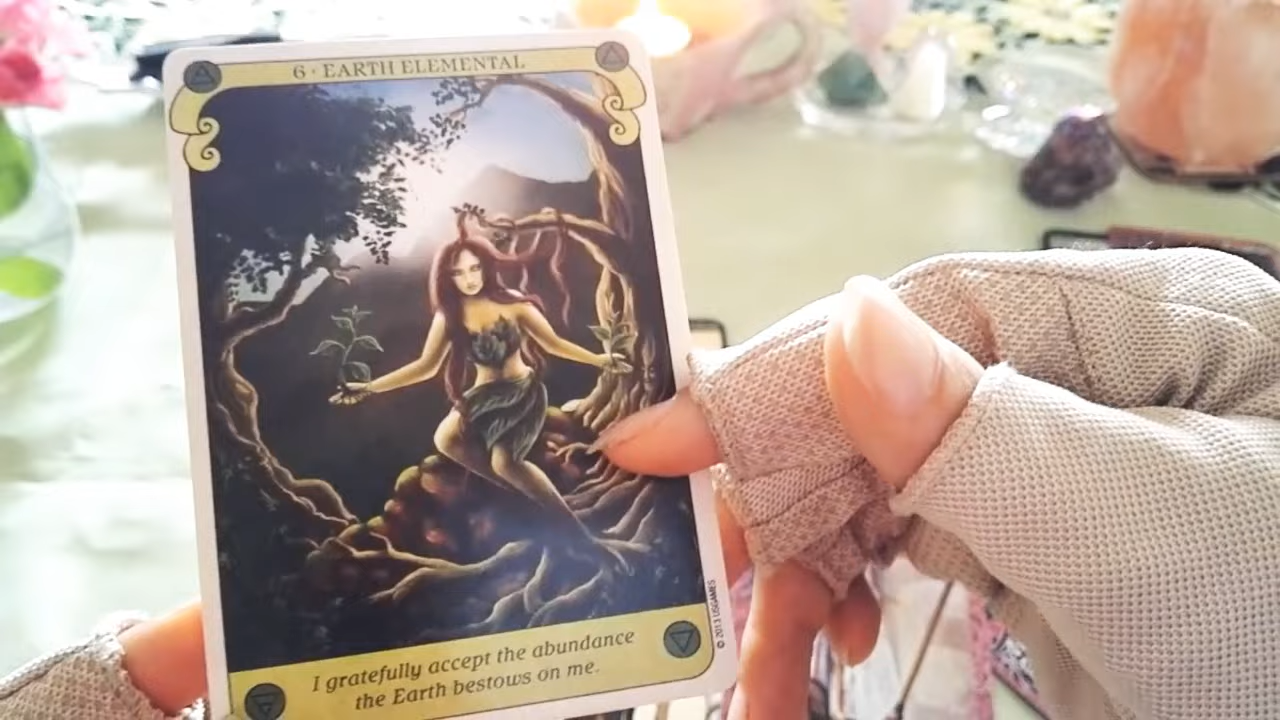 6 · EARTH ELEMENTAL
I gratefully accept the abundance
the Earth bestows on me.
© 2013 USGAMES